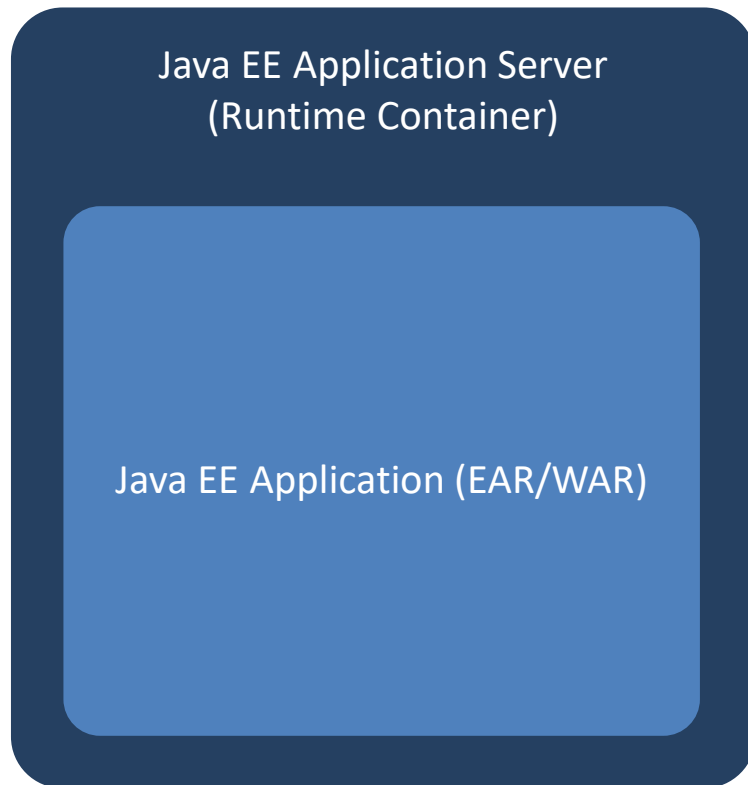 Java EE Application Server
(Runtime Container)
Java EE Application (EAR/WAR)